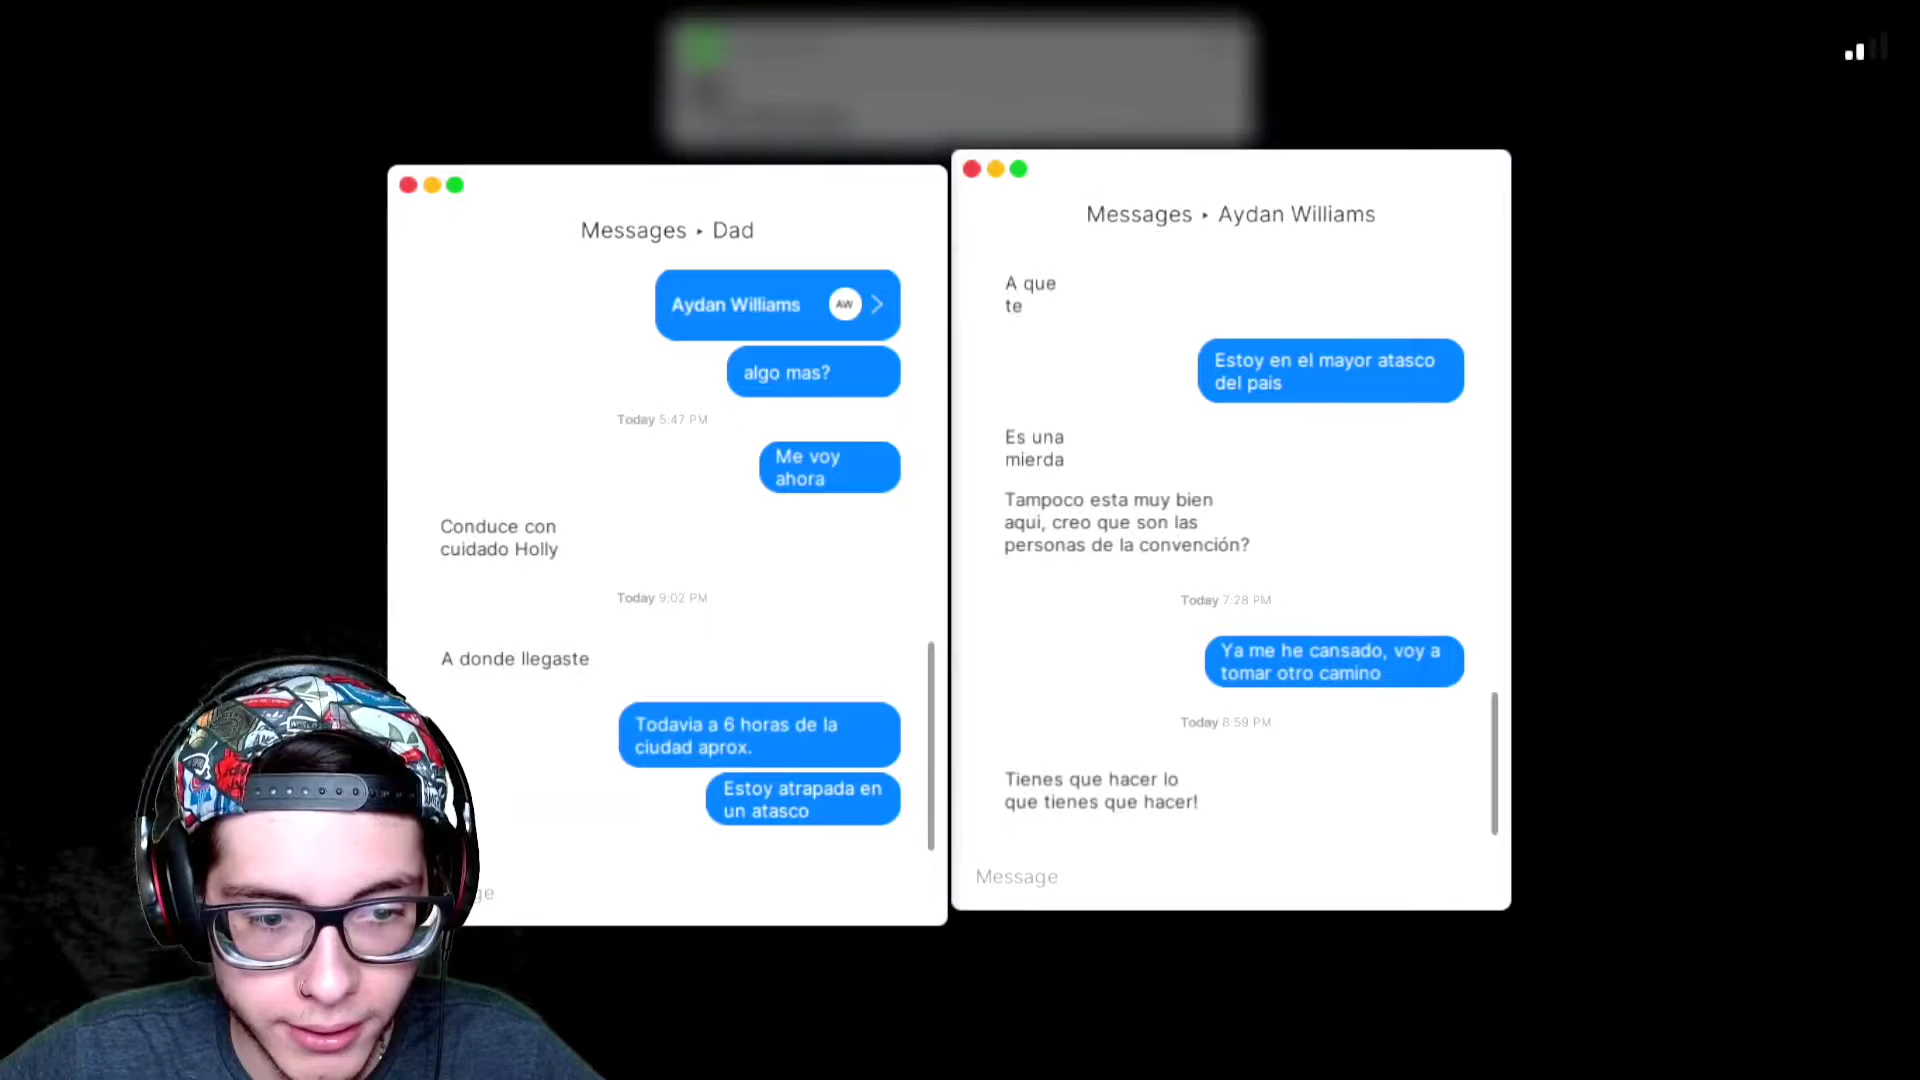 Messages ‣ Dad
Aydan Williams AW
algo mas?
Today 5:47 PM
Me voy
ahora
Conduce con
cuidado Holly
Today 9:02 PM
A donde llegaste
Todavia a 6 horas de la
ciudad aprox.
Estoy atrapada en
un atasco
ge
Messages ‣ Aydan Williams
A que
te
Estoy en el mayor atasco
del pais
Es una
mierda
Tampoco esta muy bien
aqui, creo que son las
personas de la convención?
Today 7:28 PM
Ya me he cansado, voy a
tomar otro camino
Today 8:59 PM
Tienes que hacer lo
que tienes que hacer!
Message